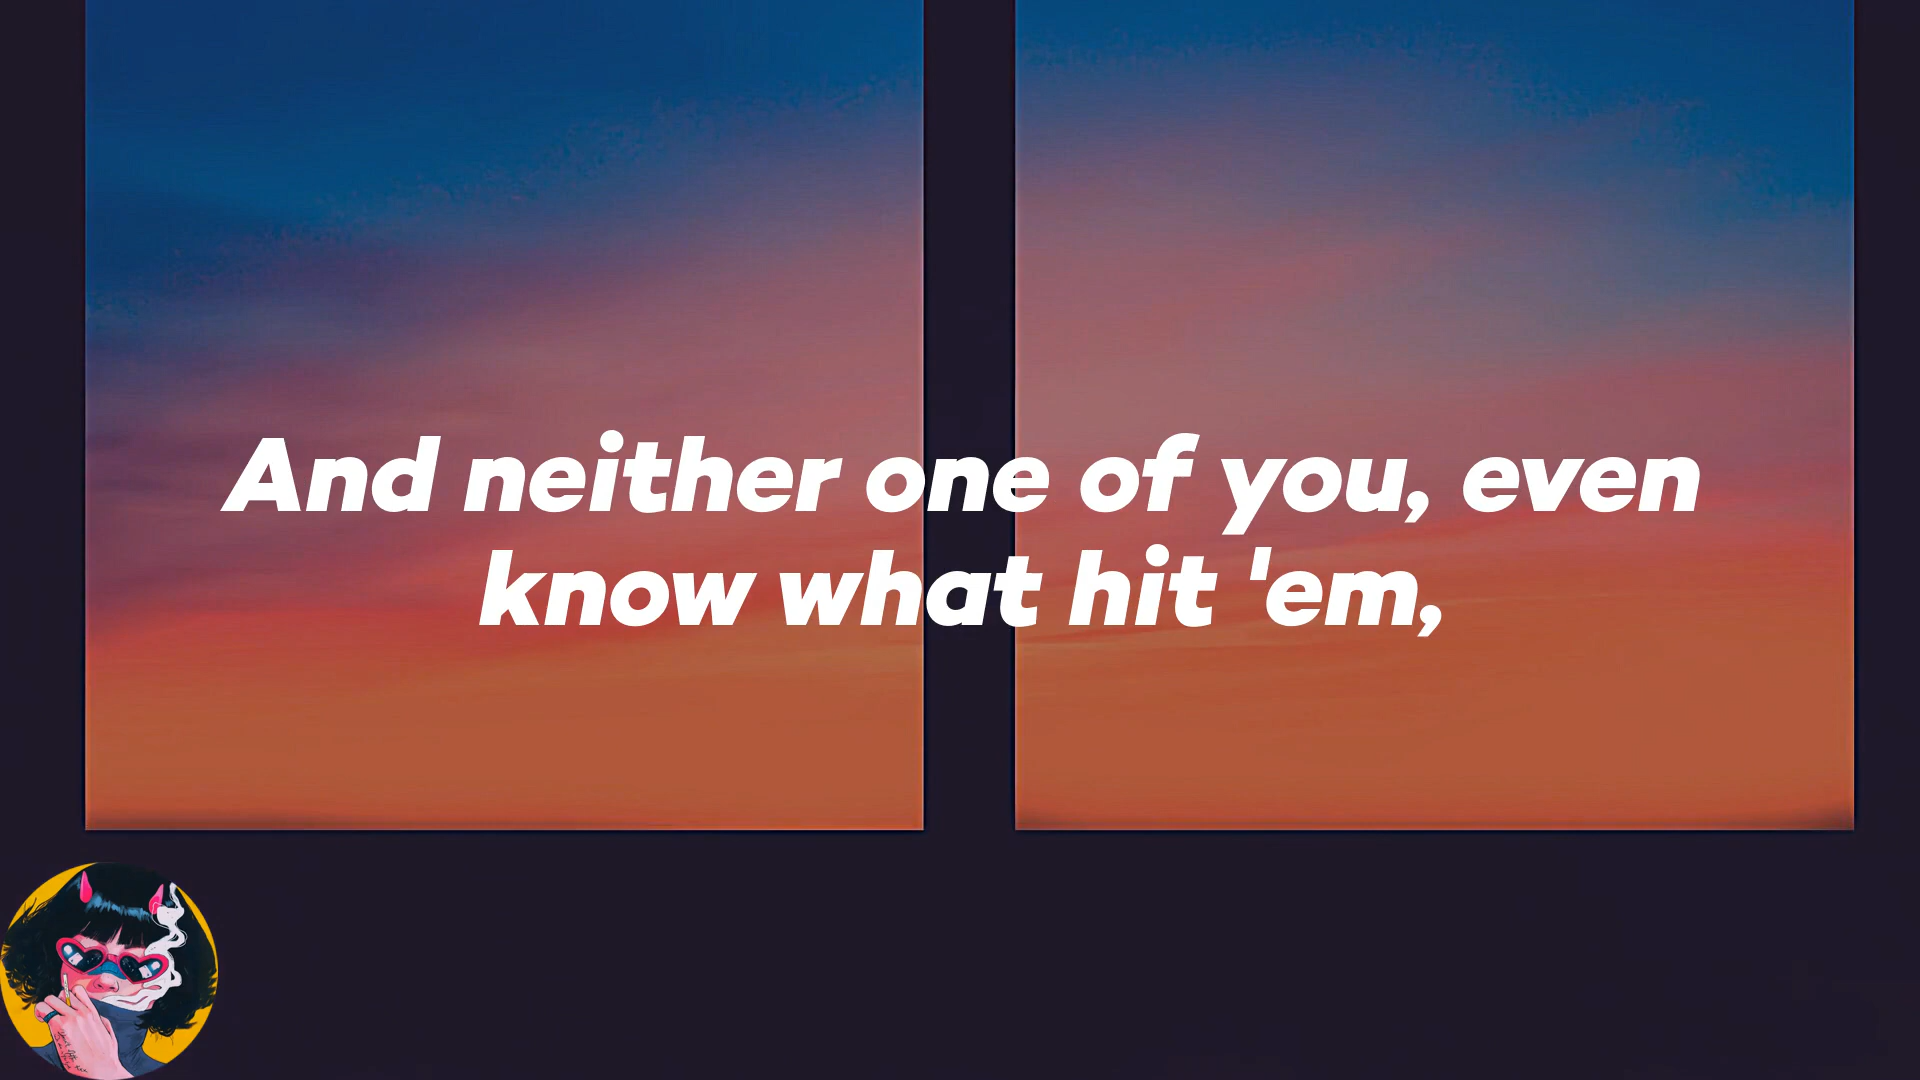 And neither one of you, even
know what hit 'em,